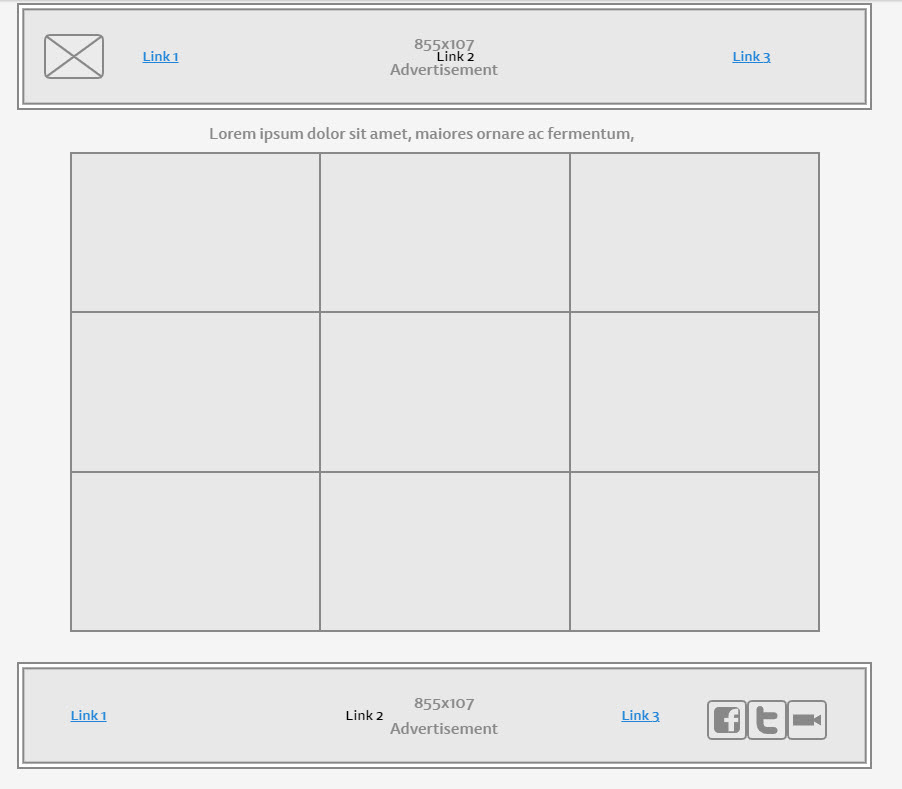 855x107
Link 1
Link 2
Link 3
Advertisement
Lorem ipsum dolor sit amet, maiores ornare ac fermentum,
855x107
Link 1
Link 2
Link 3
Advertisement